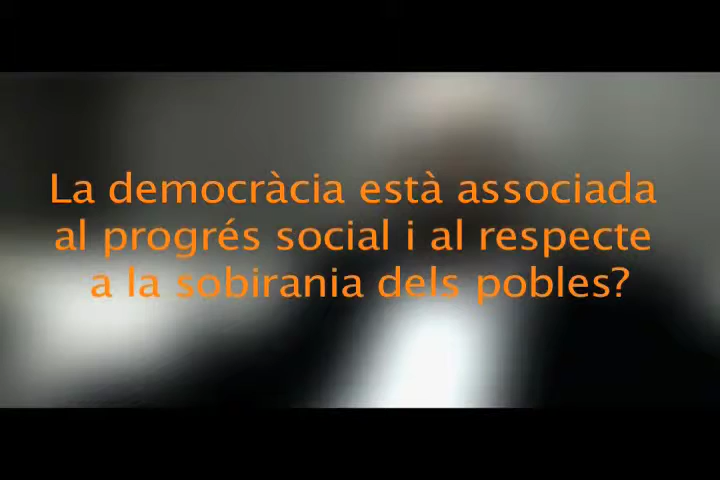 La democràcia està associada
al progrés social i al respecte
a la sobirania dels pobles?